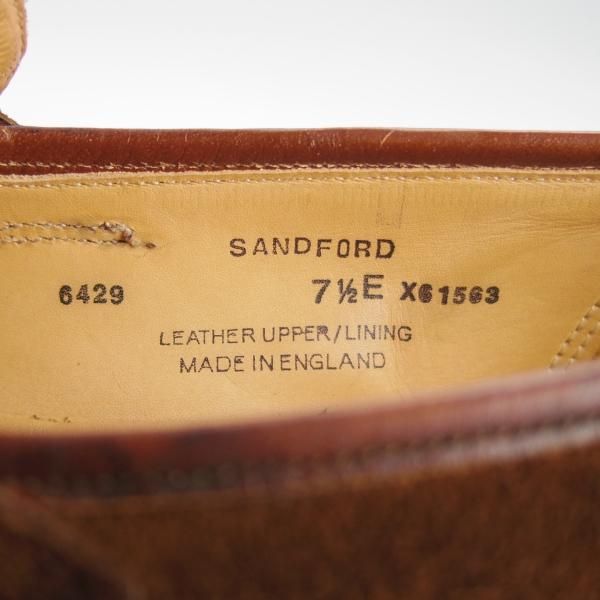 SANDFORD
6429 7½E X61563
LEATHER UPPER/LINING
MADE IN ENGLAND